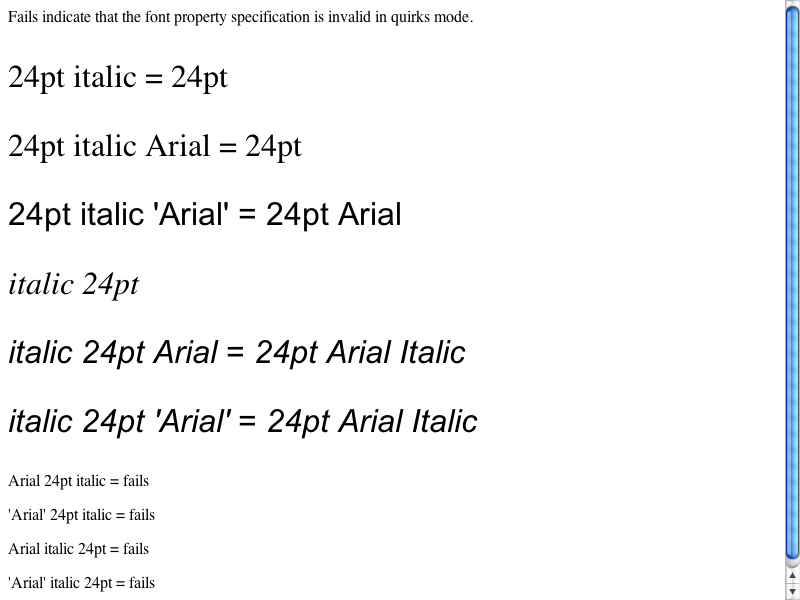 Fails indicate that the font property specification is invalid in quirks mode.
24pt italic = 24pt
24pt italic Arial = 24pt
24pt italic 'Arial' = 24pt Arial
italic 24pt
italic 24pt Arial = 24pt Arial Italic
italic 24pt 'Arial' = 24pt Arial Italic
Arial 24pt italic = fails
'Arial' 24pt italic = fails
Arial italic 24pt = fails
'Arial' italic 24pt = fails